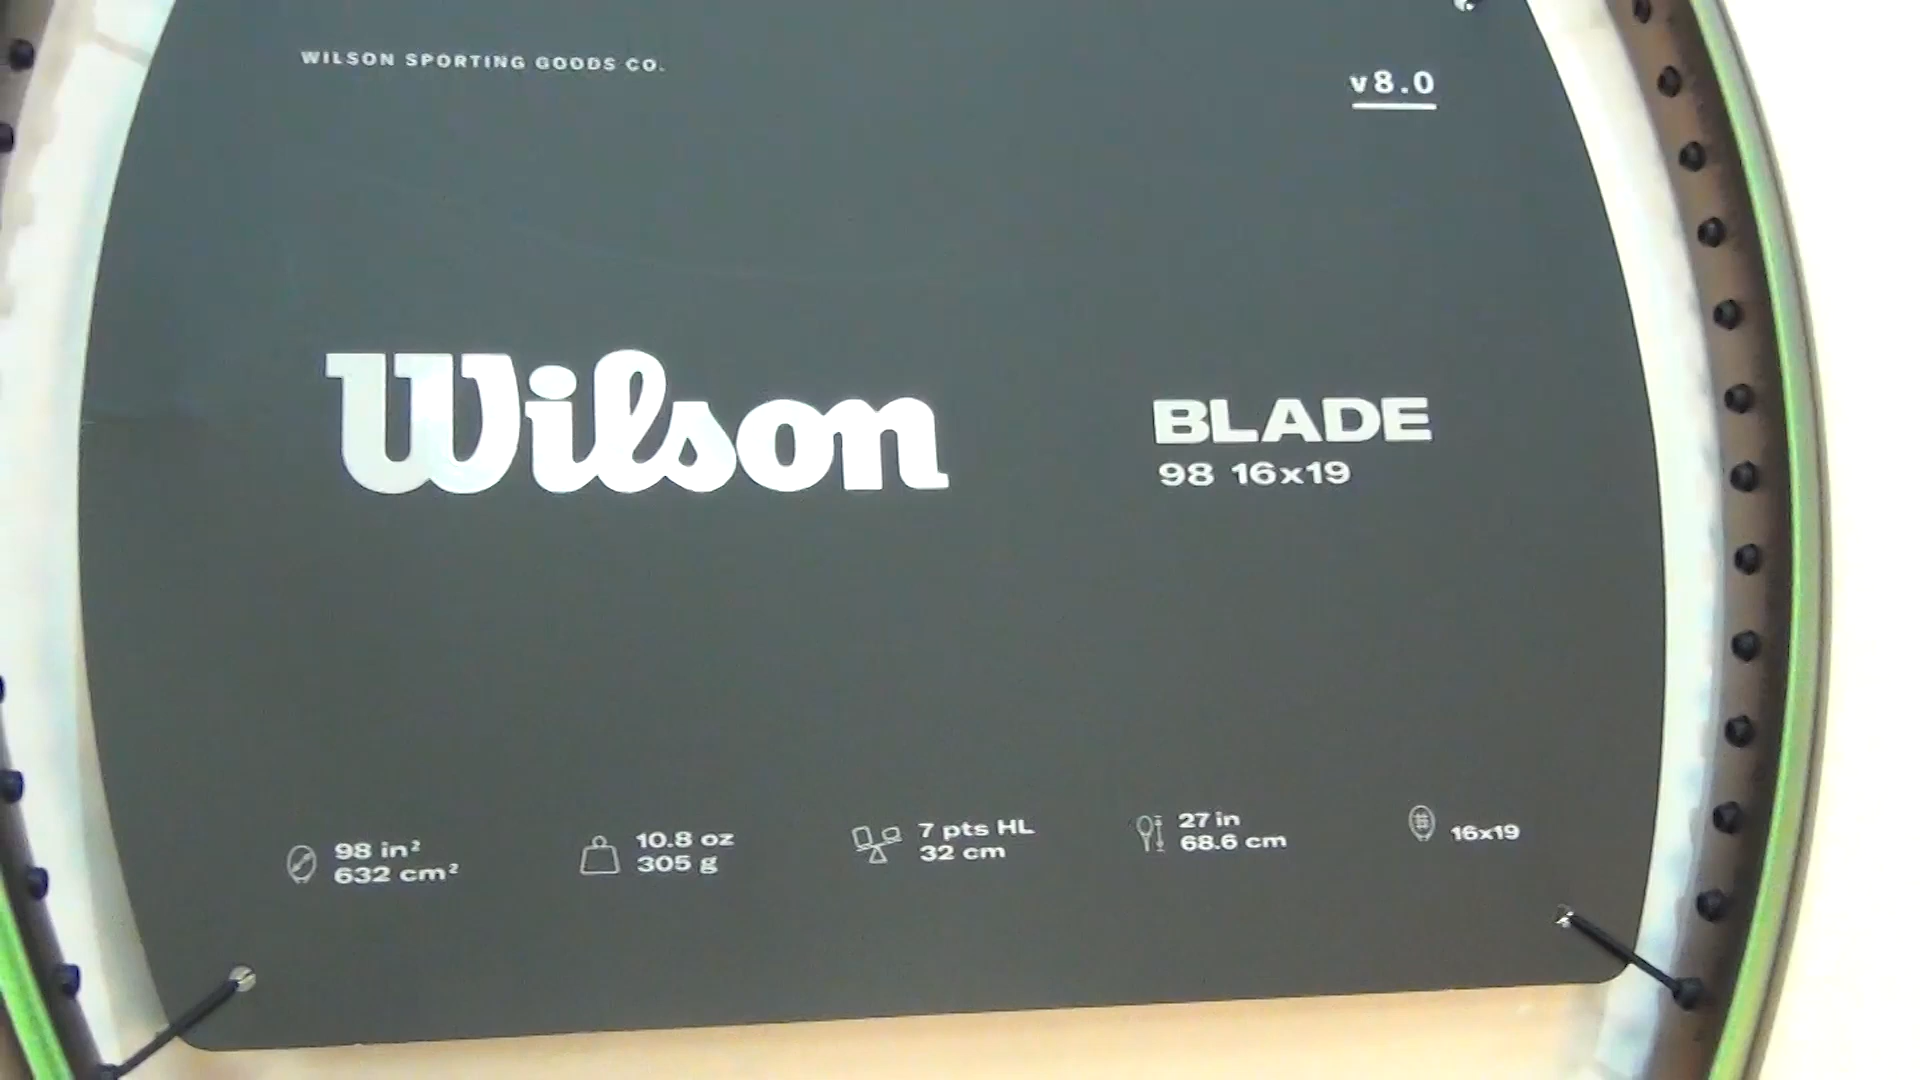 WILSON SPORTING GOODS CO.
v8.0
Wilson
BLADE
98 16x19
98 in²
632 cm²
10.8 oz
305 g
7 pts HL
32 cm
27 in
68.6 cm
16x19